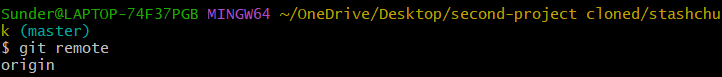 Sunder@LAPTOP-74F37PGB MINGW64 ~/OneDrive/Desktop/second-project cloned/stashchu
k (master)
$ git remote
origin